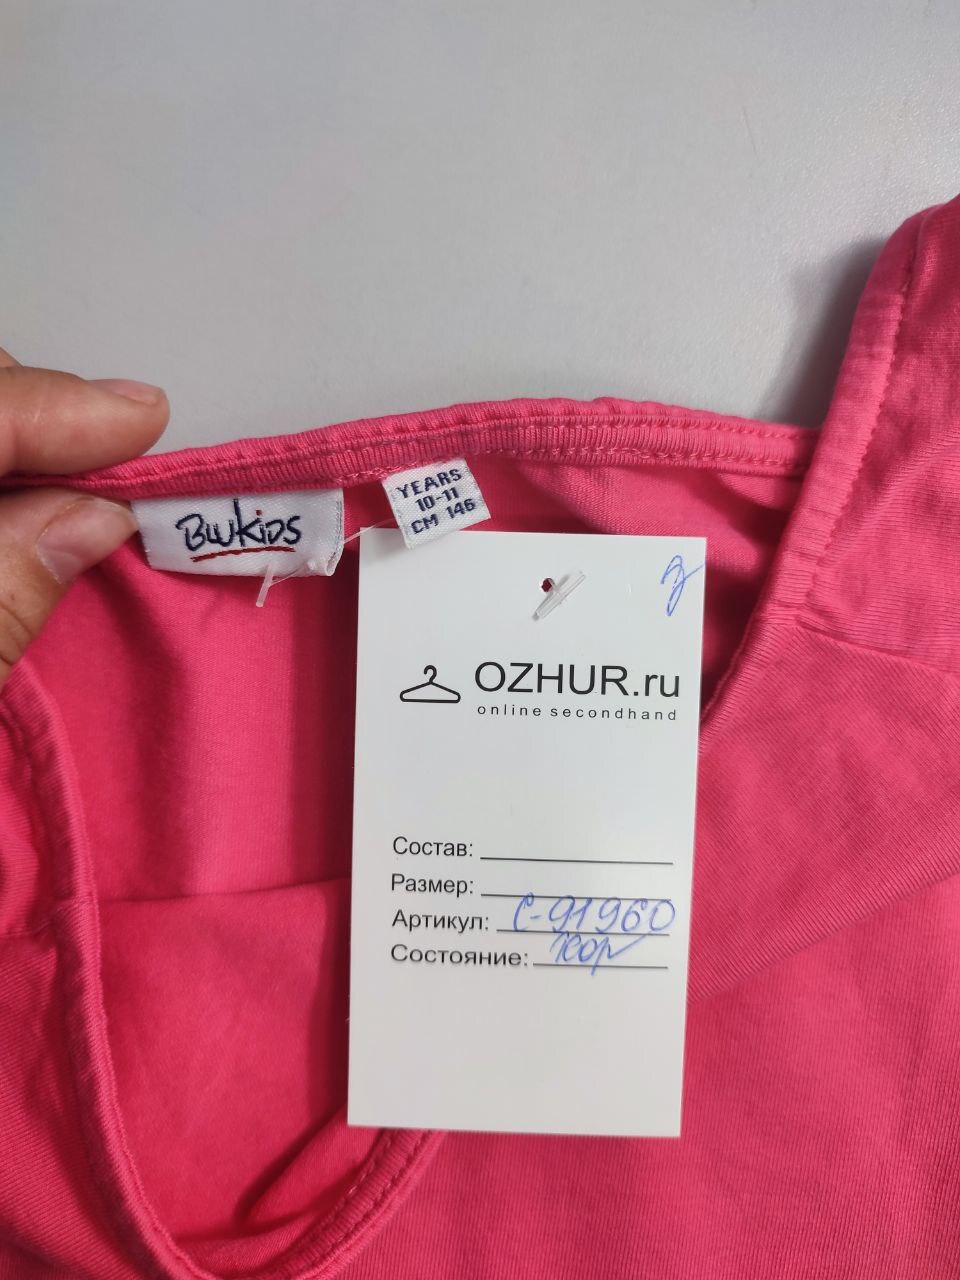 BluKids
YEARS
10-11
CM 146
OZHUR.ru
online secondhand
Состав:
Размер:
Артикул: С-91960
Состояние: хор